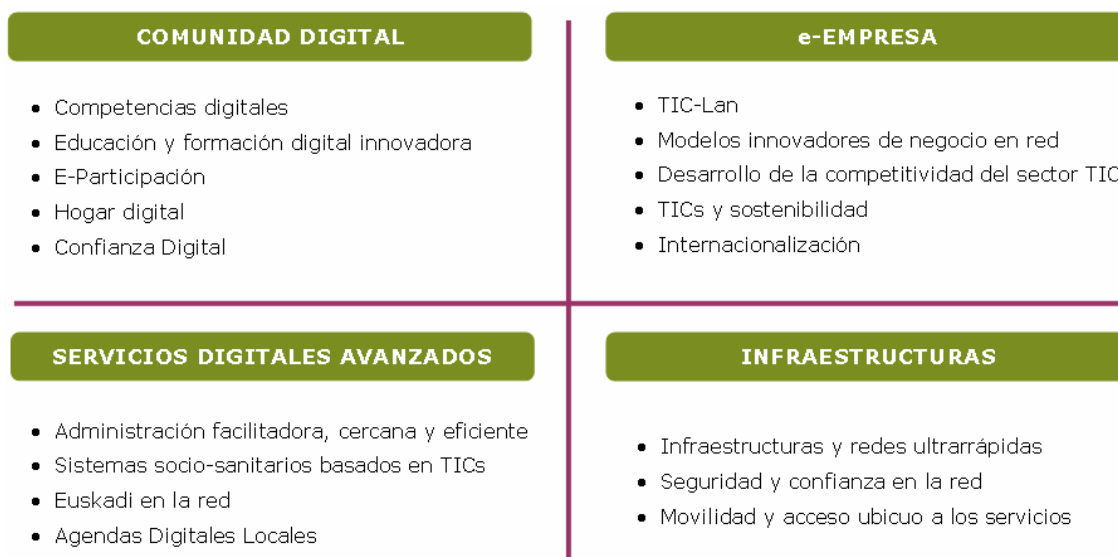 COMUNIDAD DIGITAL
• Competencias digitales
• Educación y formación digital innovadora
• E-Participación
• Hogar digital
• Confianza Digital
e-EMPRESA
• TIC-Lan
• Modelos innovadores de negocio en red
• Desarrollo de la competitividad del sector TIC
• TICs y sostenibilidad
• Internacionalización
SERVICIOS DIGITALES AVANZADOS
• Administración facilitadora, cercana y eficiente
• Sistemas socio-sanitarios basados en TICs
• Euskadi en la red
• Agendas Digitales Locales
INFRAESTRUCTURAS
• Infraestructuras y redes ultrarrápidas
• Seguridad y confianza en la red
• Movilidad y acceso ubicuo a los servicios